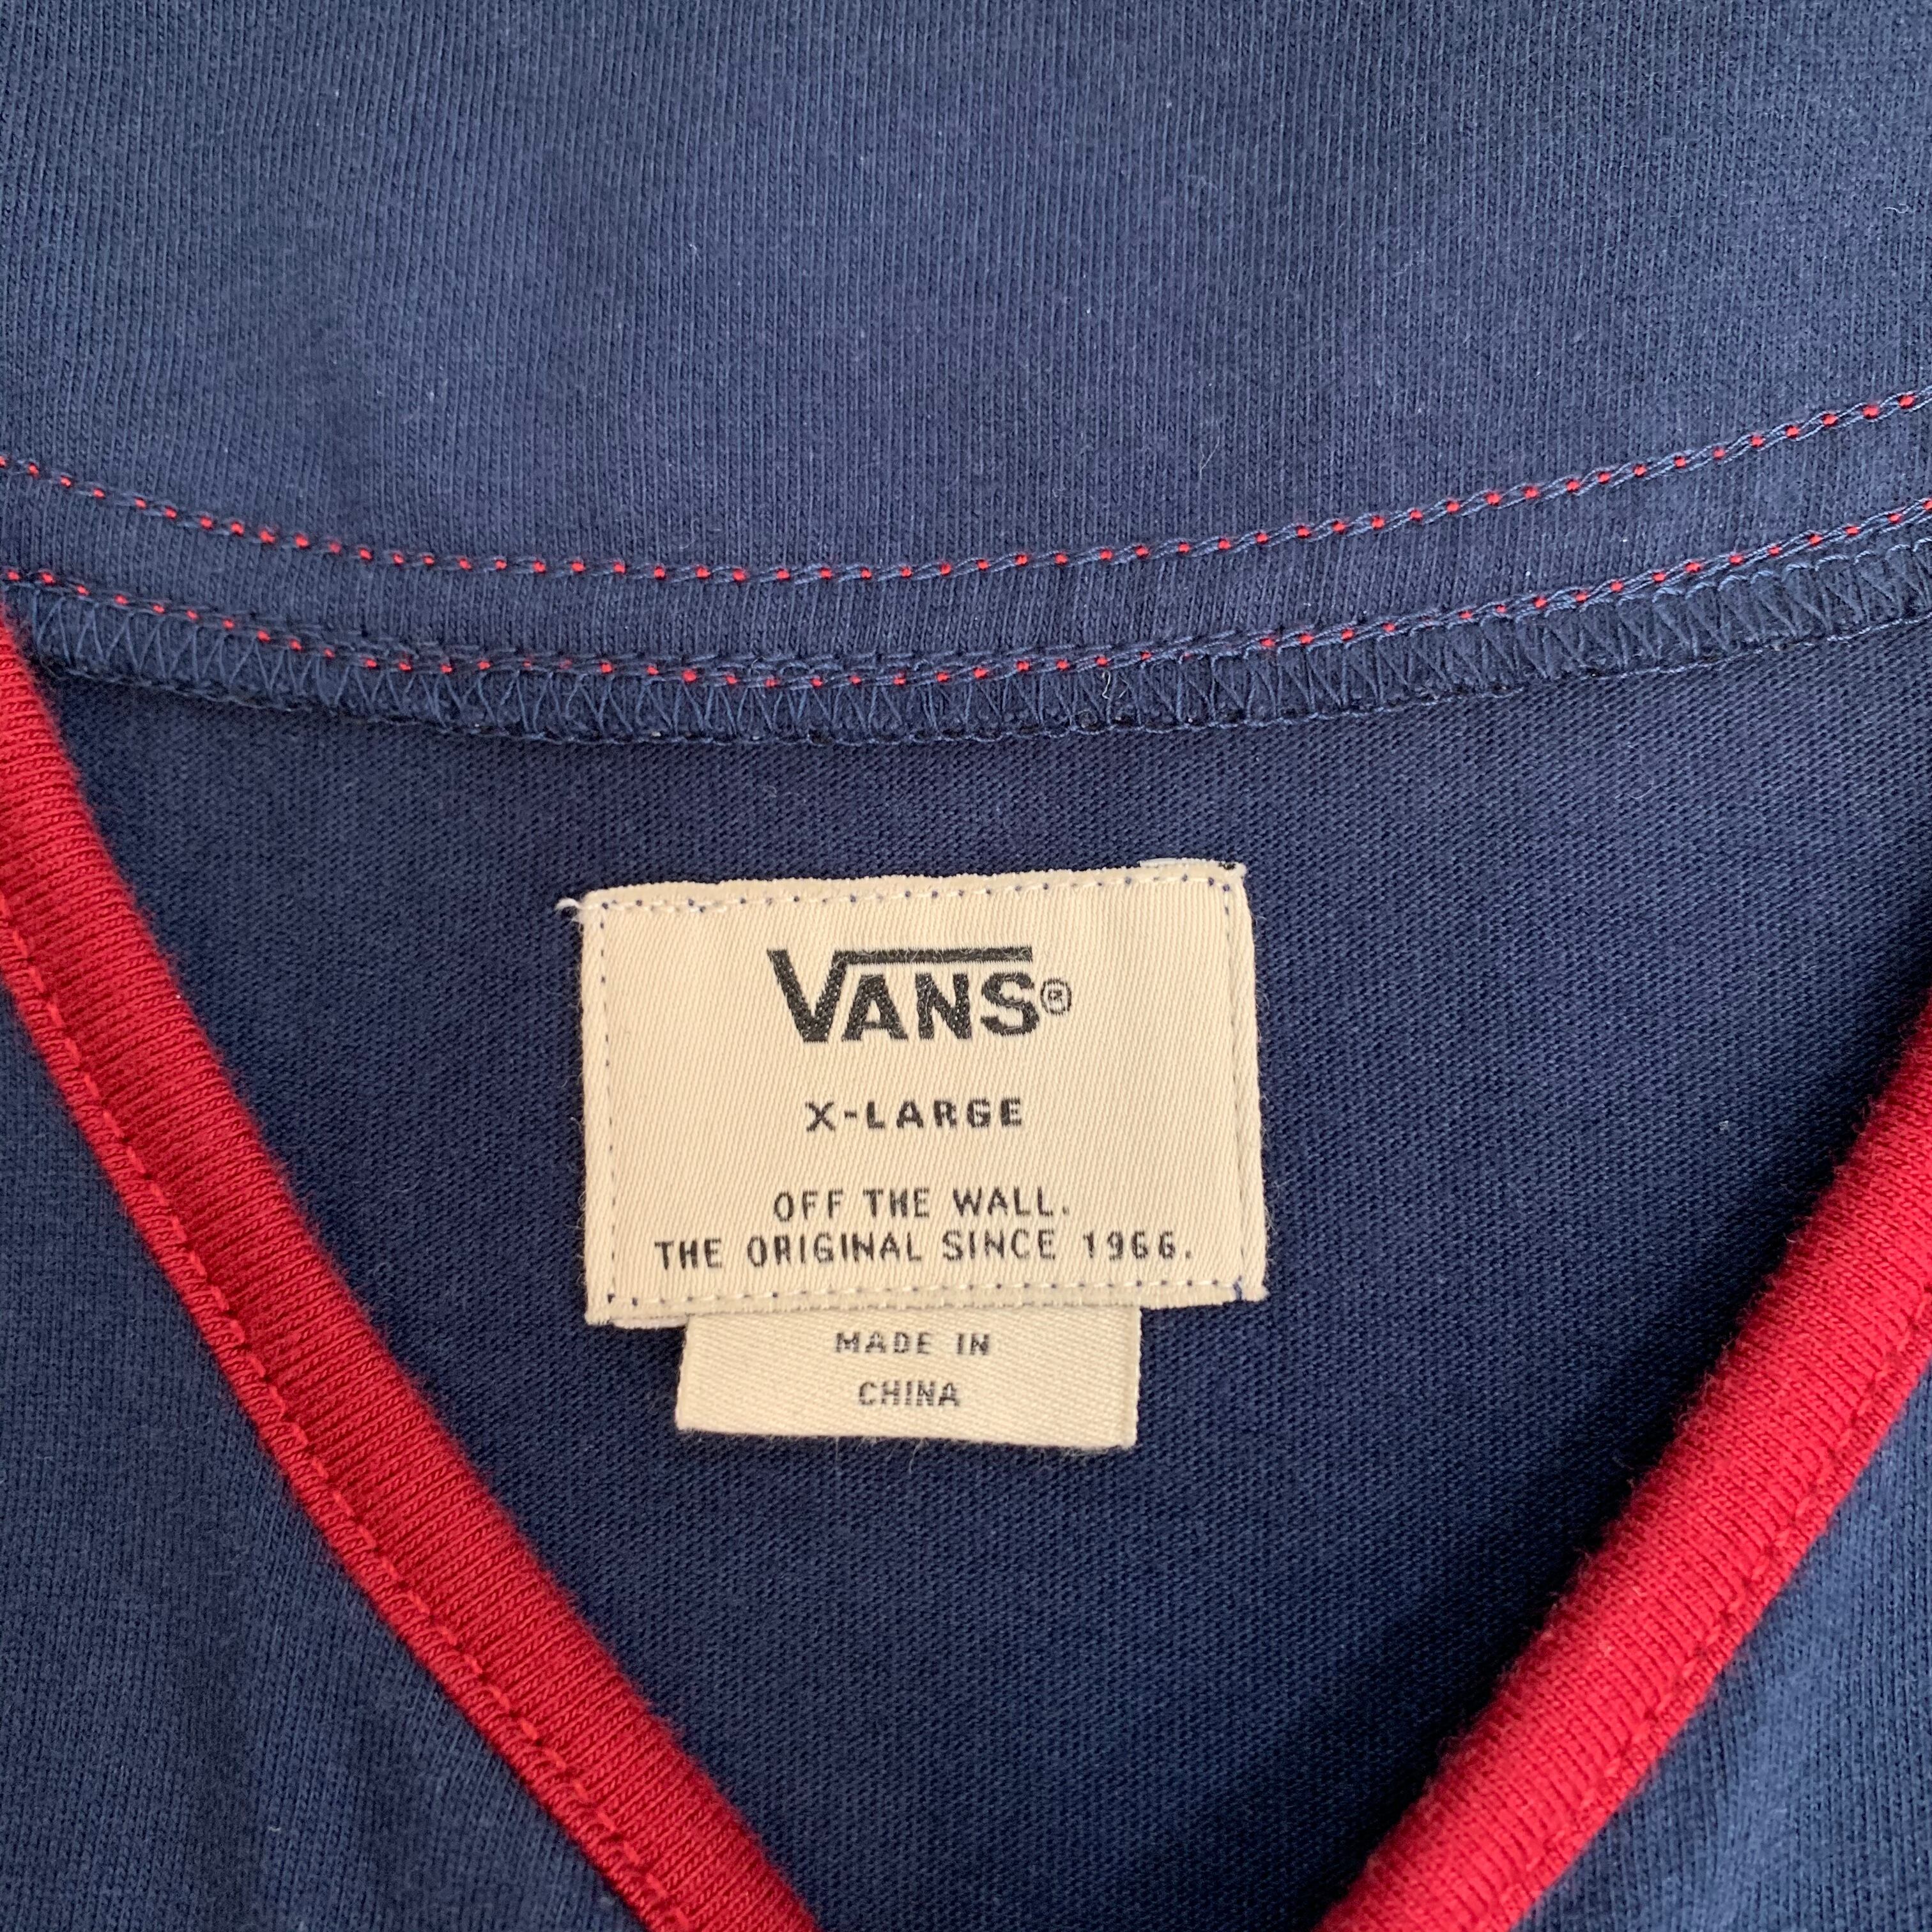 VANS®
X-LARGE
OFF THE WALL.
THE ORIGINAL SINCE 1966.
MADE IN
CHINA